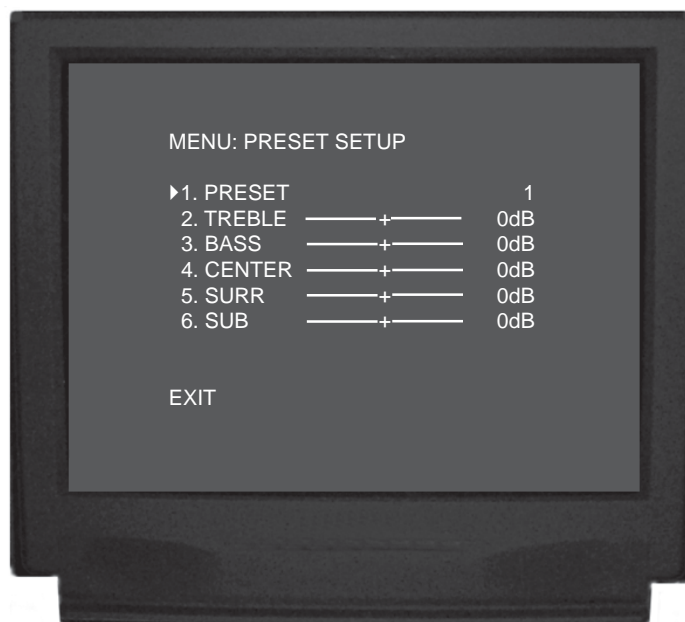 MENU: PRESET SETUP
1. PRESET 1
2. TREBLE ———+——— 0dB
3. BASS ———+——— 0dB
4. CENTER ———+——— 0dB
5. SURR ———+——— 0dB
6. SUB ———+——— 0dB
EXIT